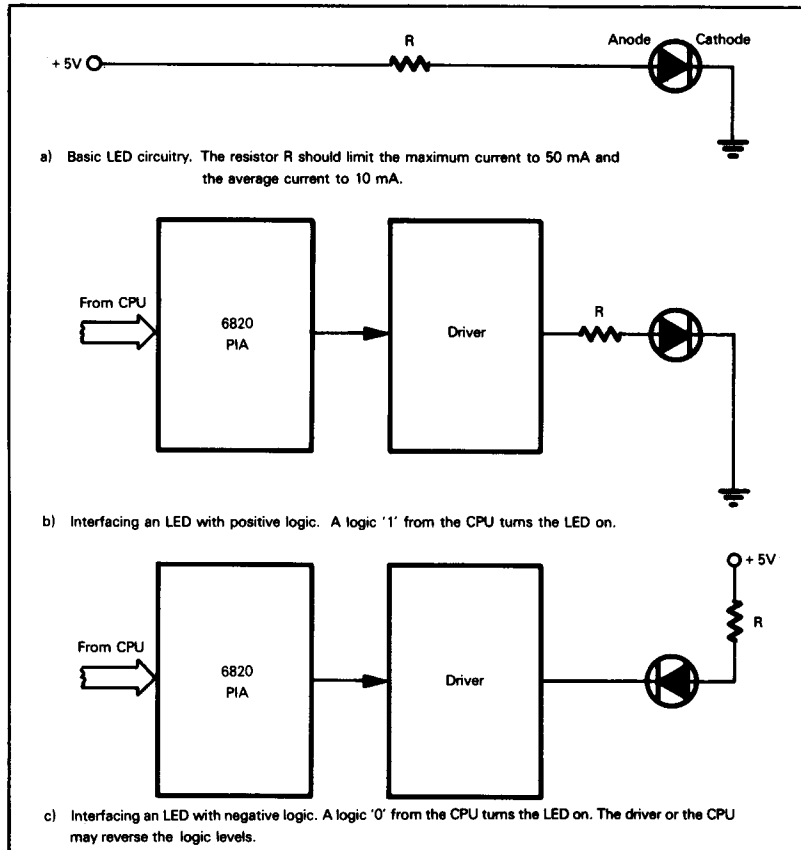 R
Anode Cathode
+ 5V
a) Basic LED circuitry. The resistor R should limit the maximum current to 50 mA and
the average current to 10 mA.
From CPU
6820
PIA
Driver
R
b) Interfacing an LED with positive logic. A logic '1' from the CPU turns the LED on.
+ 5V
R
From CPU
6820
PIA
Driver
c) Interfacing an LED with negative logic. A logic '0' from the CPU turns the LED on. The driver or the CPU
may reverse the logic levels.